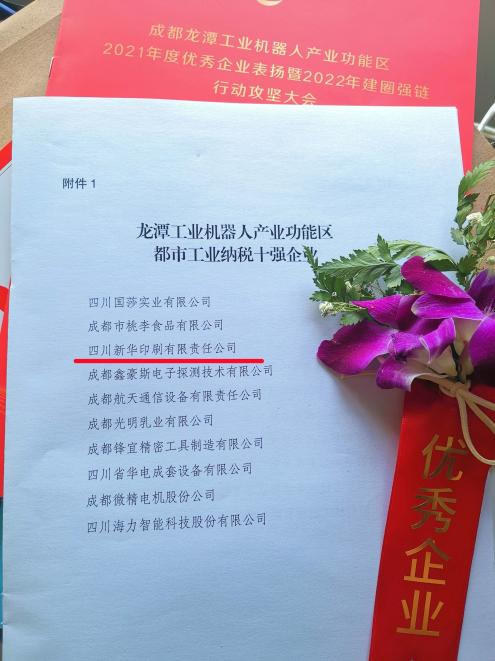 成都龙潭工业机器人产业功能区
2021年度优秀企业表扬暨2022年建圈强链
行动攻坚大会
附件1
龙潭工业机器人产业功能区
都市工业纳税十强企业
四川国莎实业有限公司
成都市桃李食品有限公司
四川新华印刷有限责任公司
成都鑫豪斯电子探测技术有限公司
成都航天通信设备有限责任公司
成都光明乳业有限公司
成都锋宜精密工具制造有限公司
四川省华电成套设备有限公司
成都微精电机股份公司
四川海力智能科技股份有限公司
优秀企业